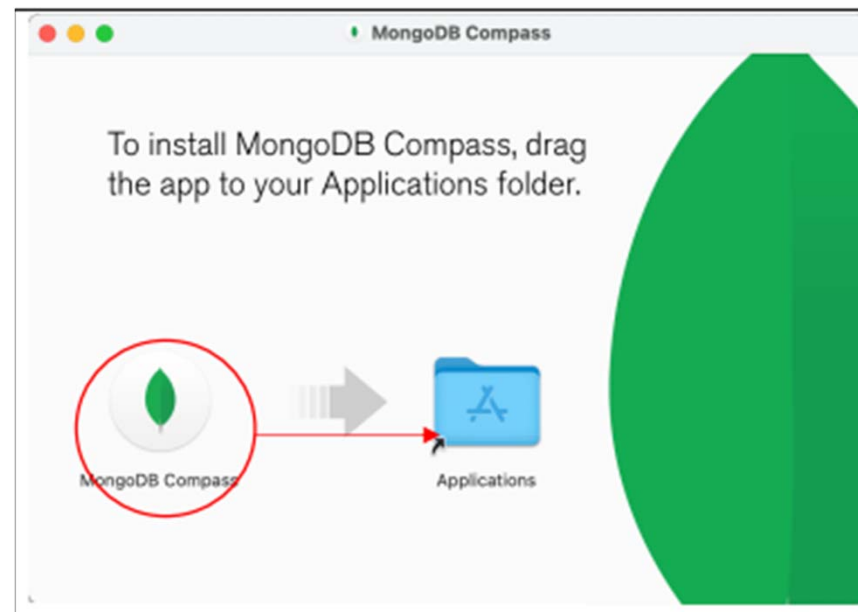 MongoDB Compass
To install MongoDB Compass, drag
the app to your Applications folder.
MongoDB Compass
Applications